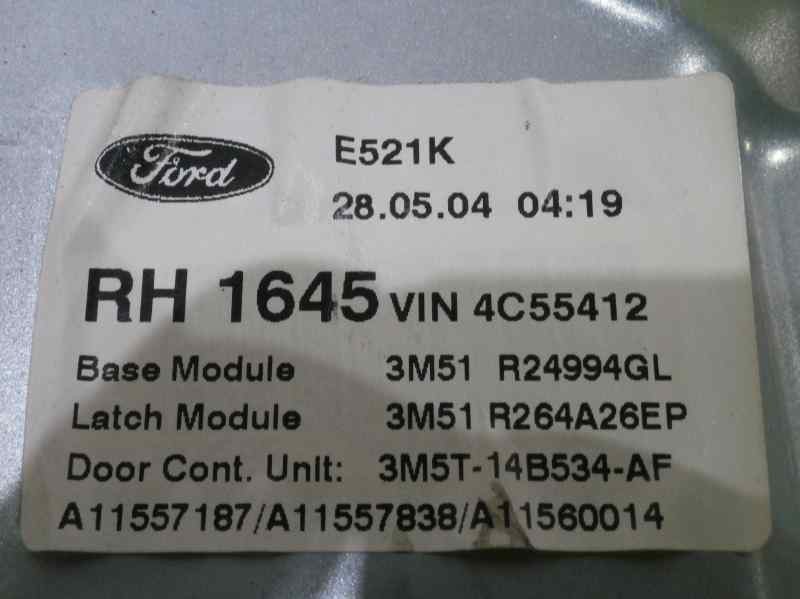 Ford
E521K
28.05.04 04:19
RH 1645 VIN 4C55412
Base Module 3M51 R24994GL
Latch Module 3M51 R264A26EP
Door Cont. Unit: 3M5T-14B534-AF
A11557187/A11557838/A11560014